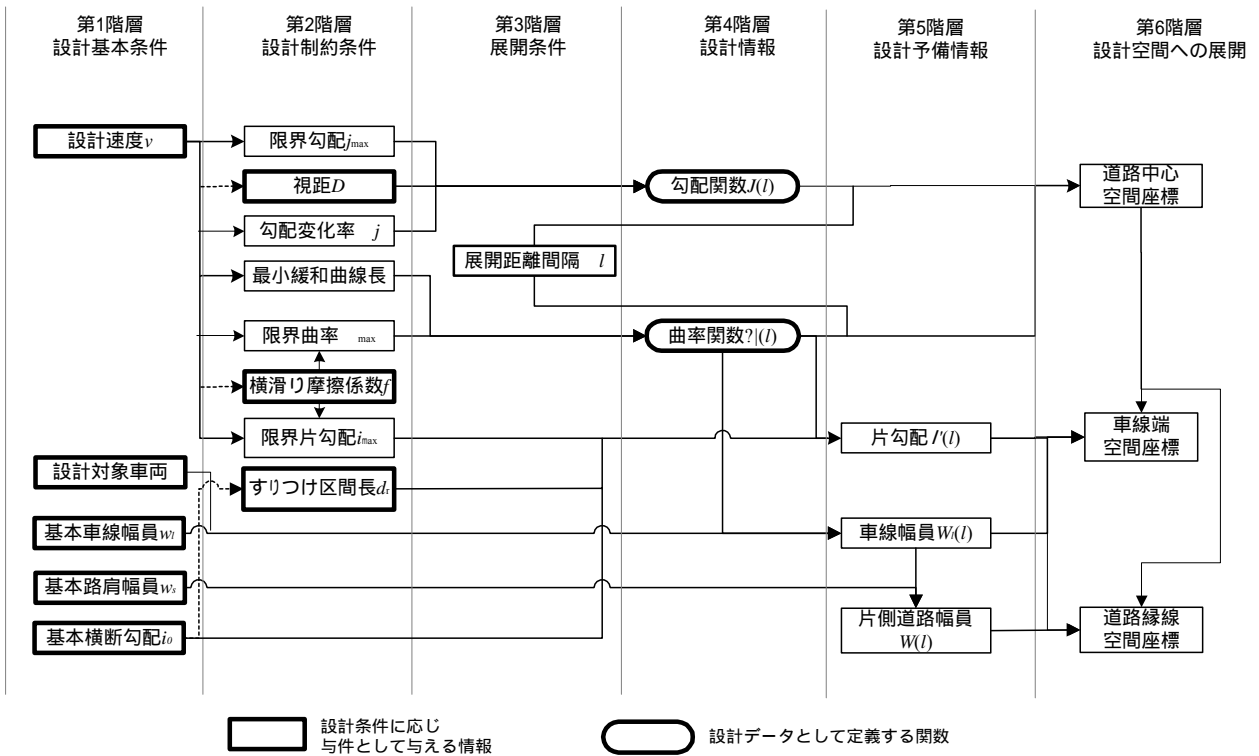 第1階層
設計基本条件
第2階層
設計制約条件
第3階層
展開条件
第4階層
設計情報
第5階層
設計予備情報
第6階層
設計空間への展開
設計速度v
設計対象車両
基本車線幅員wl
基本路肩幅員ws
基本横断勾配i0
限界勾配jmax
視距D
勾配変化率 j
最小緩和曲線長
限界曲率 max
横滑り摩擦係数f
限界片勾配imax
すりつけ区間長dr
展開距離間隔 l
勾配関数J(l)
曲率関数?|(l)
片勾配I'(l)
車線幅員Wl(l)
片側道路幅員
W(l)
道路中心
空間座標
車線端
空間座標
道路縁線
空間座標
設計条件に応じ
与件として与える情報
設計データとして定義する関数